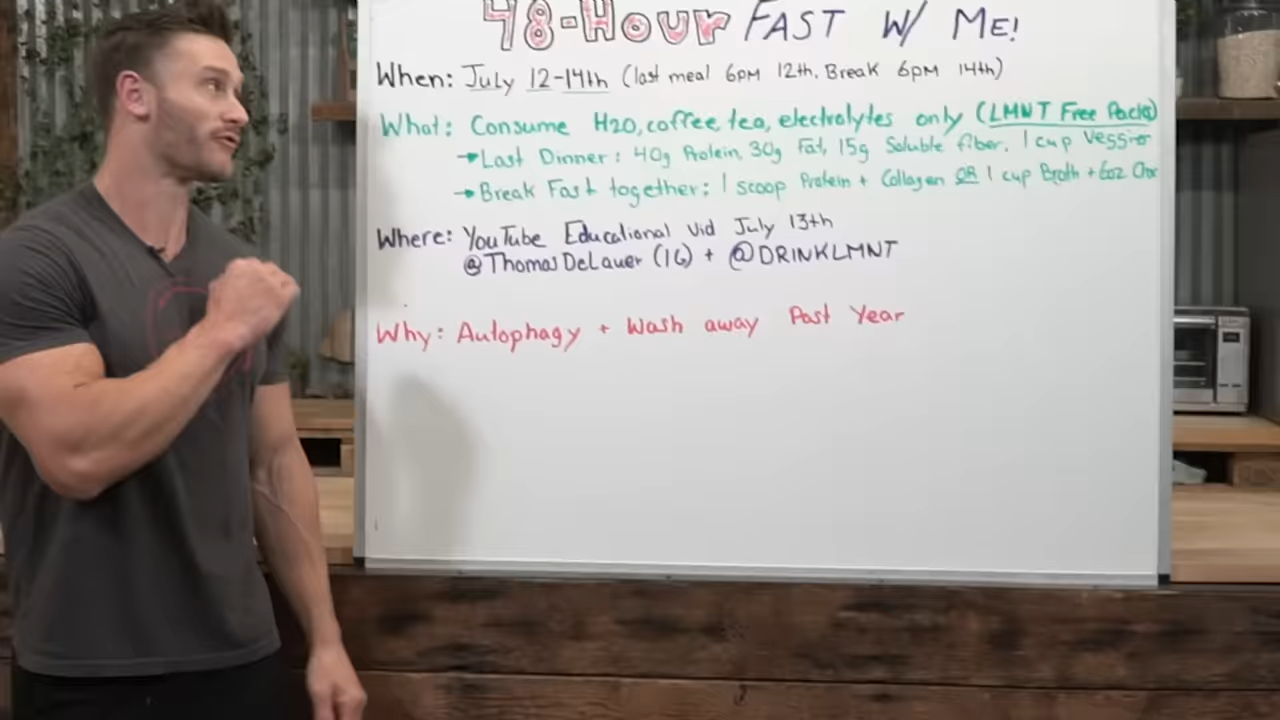 48-HOUR FAST W/ ME!
When: July 12-14th (last meal 6pm 12th, Break 6pm 14th)
What: Consume H2O, coffee, tea, electrolytes only (LMNT Free Packs)
→Last Dinner: 40g Protein, 30g Fat, 15g Soluble fiber, 1 cup Veggies
→Break Fast together: 1 scoop Protein + Collagen OR 1 cup Broth + 6oz
Where: YouTube Educational Vid July 13th
@ThomasDeLauer (IG) + @DRINKLMNT
Why: Autophagy + Wash away Past Year